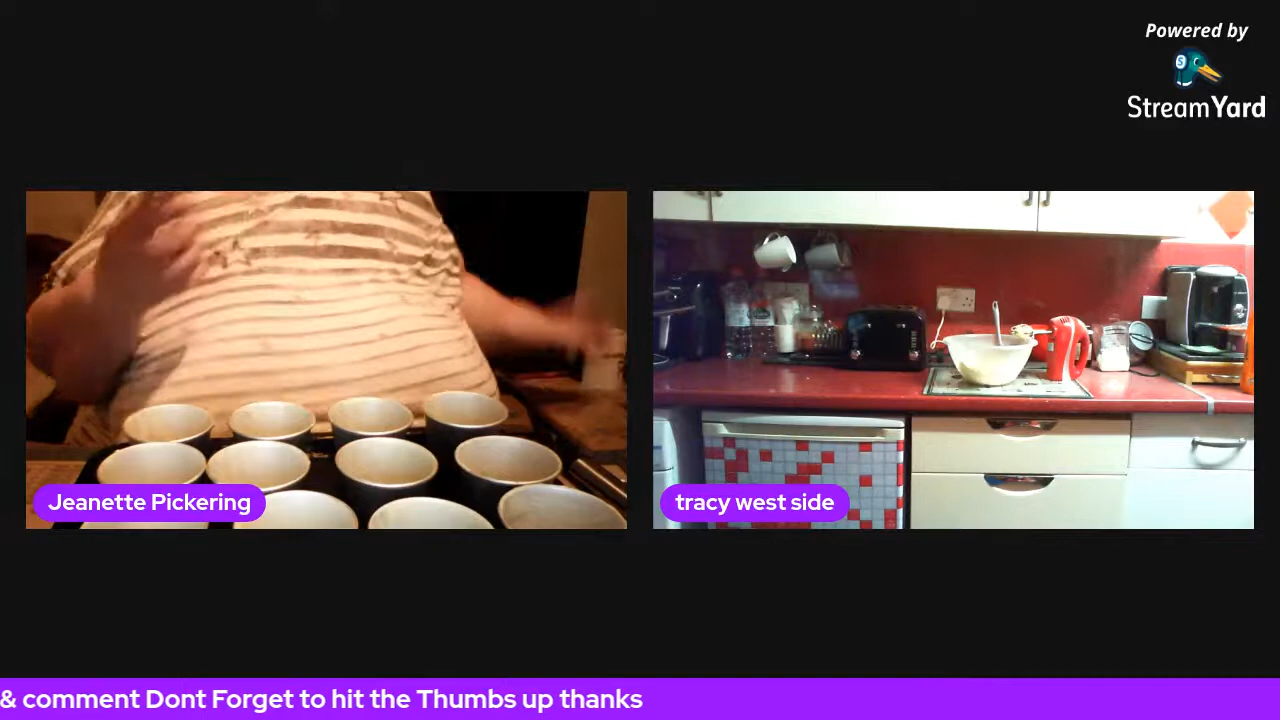 Powered by
StreamYard
Jeanette Pickering
tracy west side
& comment Dont Forget to hit the Thumbs up thanks